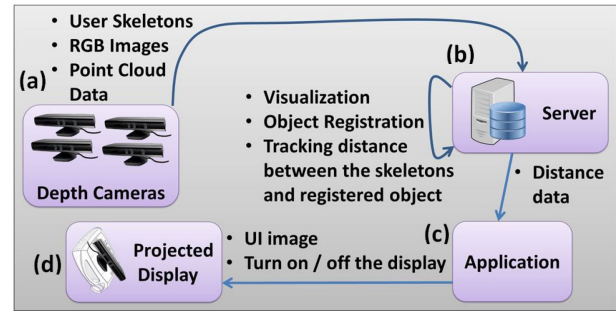 • User Skeletons
• RGB Images
• Point Cloud
Data
(a)
Depth Cameras
(b)
Server
• Visualization
• Object Registration
• Tracking distance
between the skeletons
and registered object
• Distance
data
(c)
Application
• UI image
• Turn on / off the display
(d)
Projected
Display